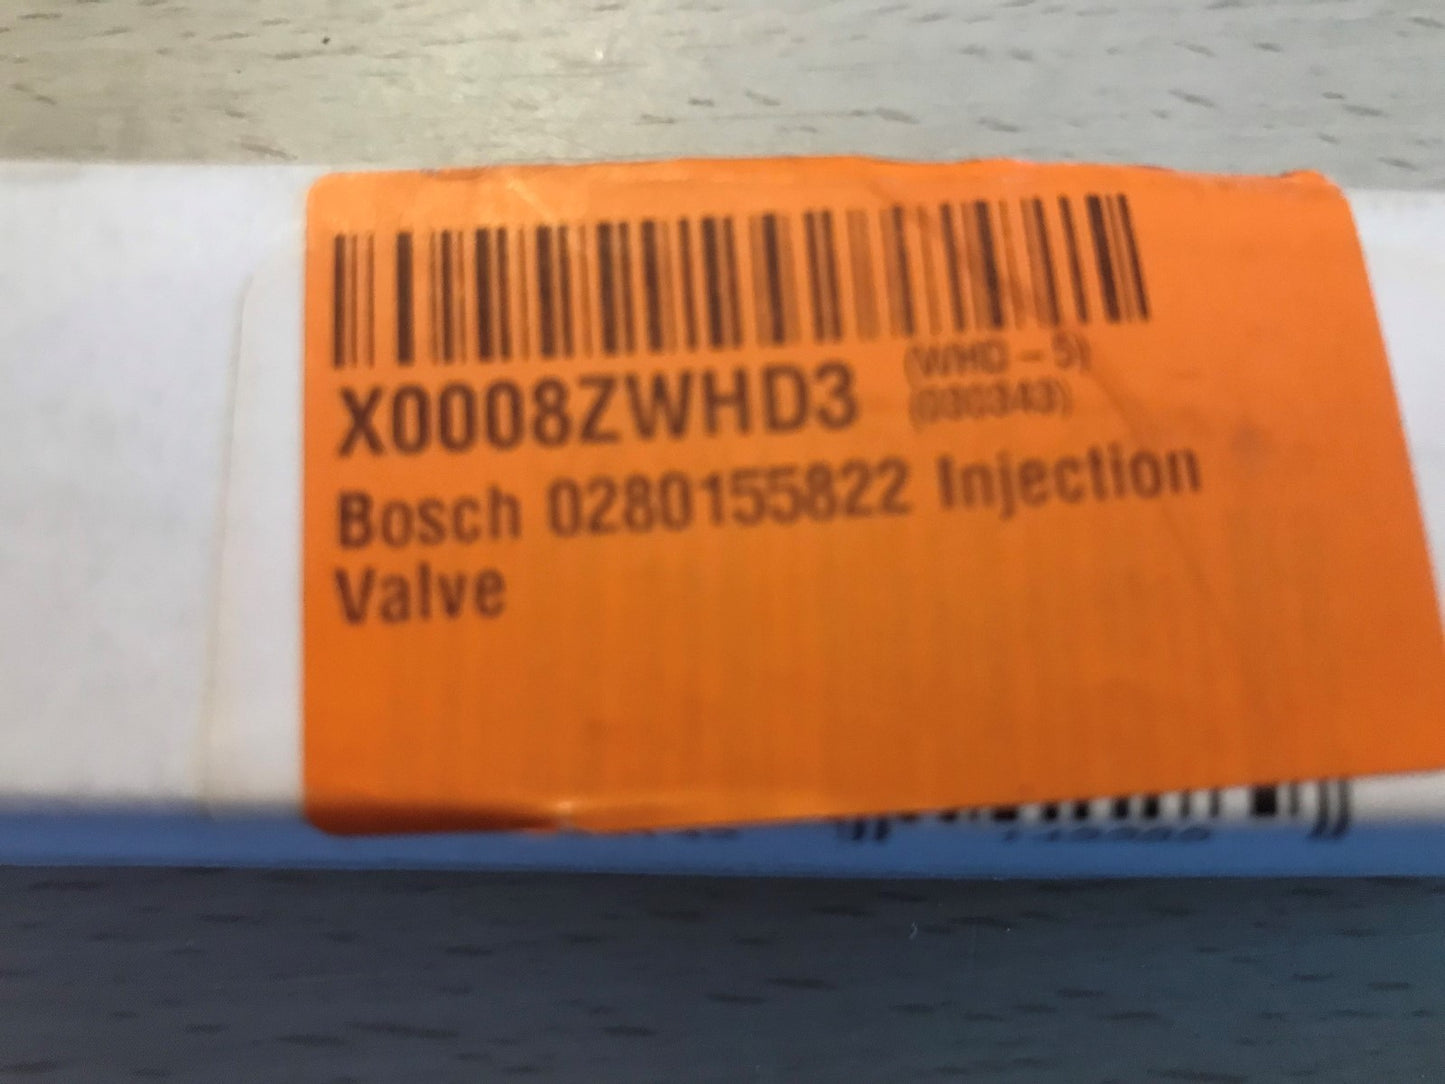 X0008ZWHD3
(WHD - 5)
(030343)
Bosch 0280155822 Injection
Valve